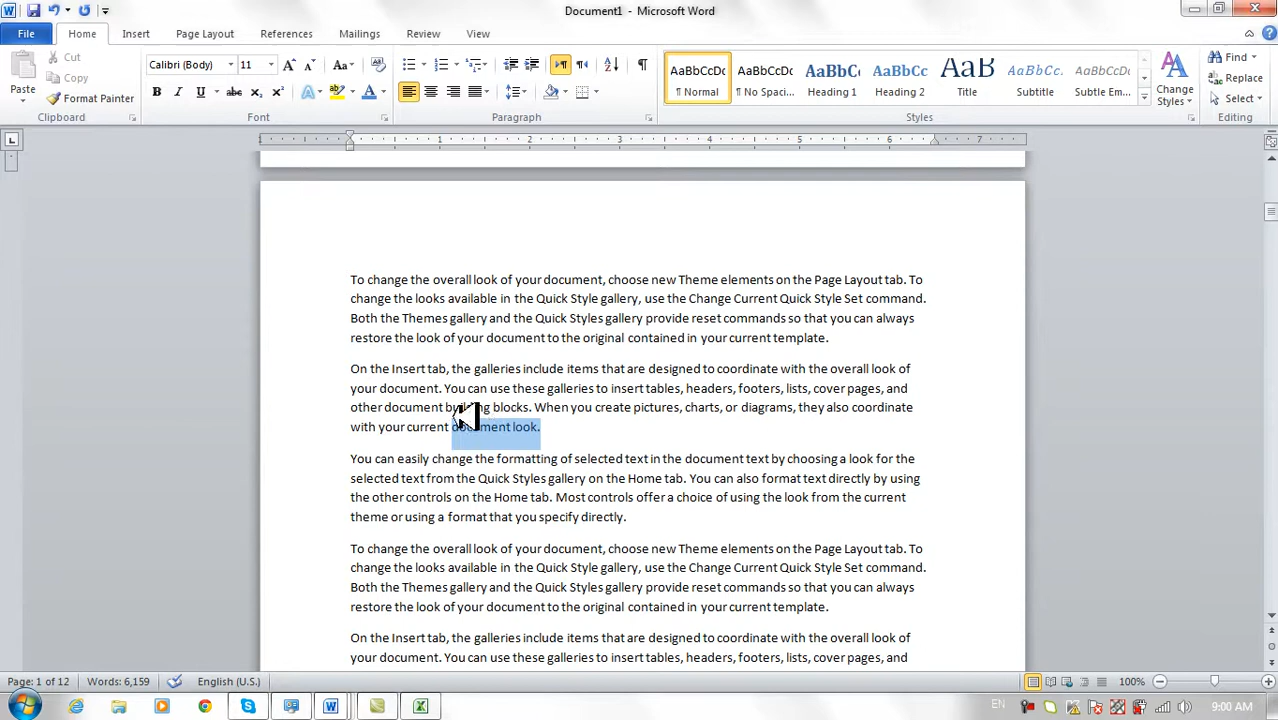 Document1 - Microsoft Word
File Home Insert Page Layout References Mailings Review View
Cut
Copy
Paste
Format Painter
Calibri (Body) 11
AaBbCcDc AaBbCcDc AaBbC AaBbCc AaB AaBbCc. AaBbCcDc
¶ Normal ¶ No Spaci... Heading 1 Heading 2 Title Subtitle Subtle Em...
Change
Styles
Find
Replace
Select
Clipboard Font Paragraph Styles Editing
1 2 3 4 5 6 7
To change the overall look of your document, choose new Theme elements on the Page Layout tab. To
change the looks available in the Quick Style gallery, use the Change Current Quick Style Set command.
Both the Themes gallery and the Quick Styles gallery provide reset commands so that you can always
restore the look of your document to the original contained in your current template.
On the Insert tab, the galleries include items that are designed to coordinate with the overall look of
your document. You can use these galleries to insert tables, headers, footers, lists, cover pages, and
other document building blocks. When you create pictures, charts, or diagrams, they also coordinate
with your current document look.
You can easily change the formatting of selected text in the document text by choosing a look for the
selected text from the Quick Styles gallery on the Home tab. You can also format text directly by using
the other controls on the Home tab. Most controls offer a choice of using the look from the current
theme or using a format that you specify directly.
To change the overall look of your document, choose new Theme elements on the Page Layout tab. To
change the looks available in the Quick Style gallery, use the Change Current Quick Style Set command.
Both the Themes gallery and the Quick Styles gallery provide reset commands so that you can always
restore the look of your document to the original contained in your current template.
On the Insert tab, the galleries include items that are designed to coordinate with the overall look of
your document. You can use these galleries to insert tables, headers, footers, lists, cover pages, and
Page: 1 of 12 Words: 6,159 English (U.S.) 100%
EN 9:00 AM